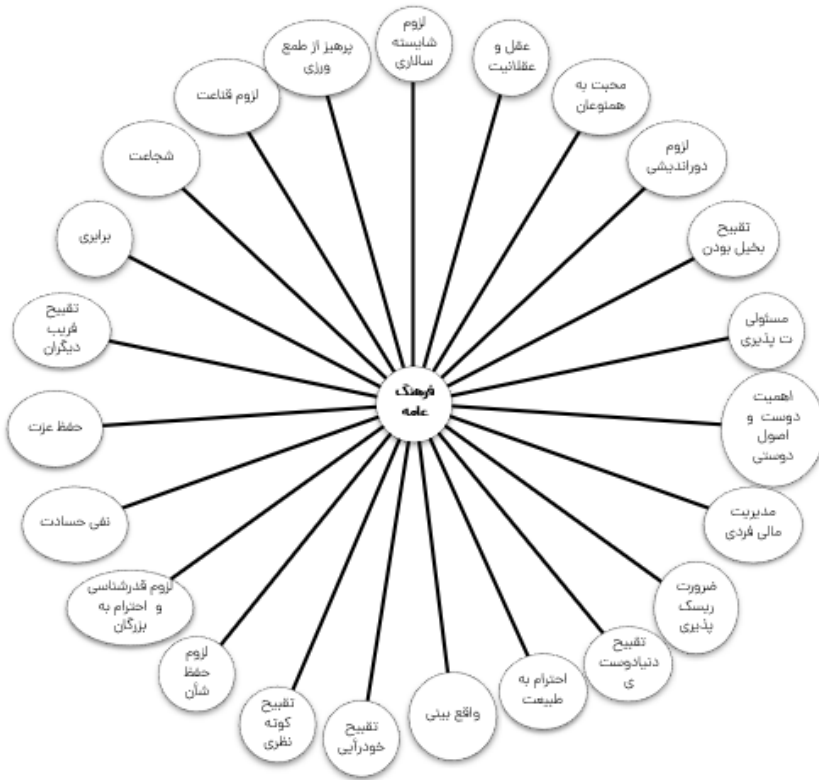 لزوم
شایسته
سالاری
عقل و
عقلانیت
محبت به
همنوعان
لزوم
دوراندیشی
تقبیح
بخیل بودن
مسئولی
ت پذیری
اهمیت
دوست و
اصول
دوستی
مدیریت
مالی فردی
ضرورت
ریسک
پذیری
تقبیح
دنیادوست
ی
احترام به
طبیعت
واقع بینی
تقبیح
خودرأیی
تقبیح
کوته
نظری
لزوم
حفظ
شأن
لزوم قدرشناسی
و احترام به
بزرگان
نفی حسادت
حفظ عزت
تقبیح
فریب
دیگران
برابری
شجاعت
لزوم قناعت
پرهیز از طمع
ورزی
فرهنگ
عامه